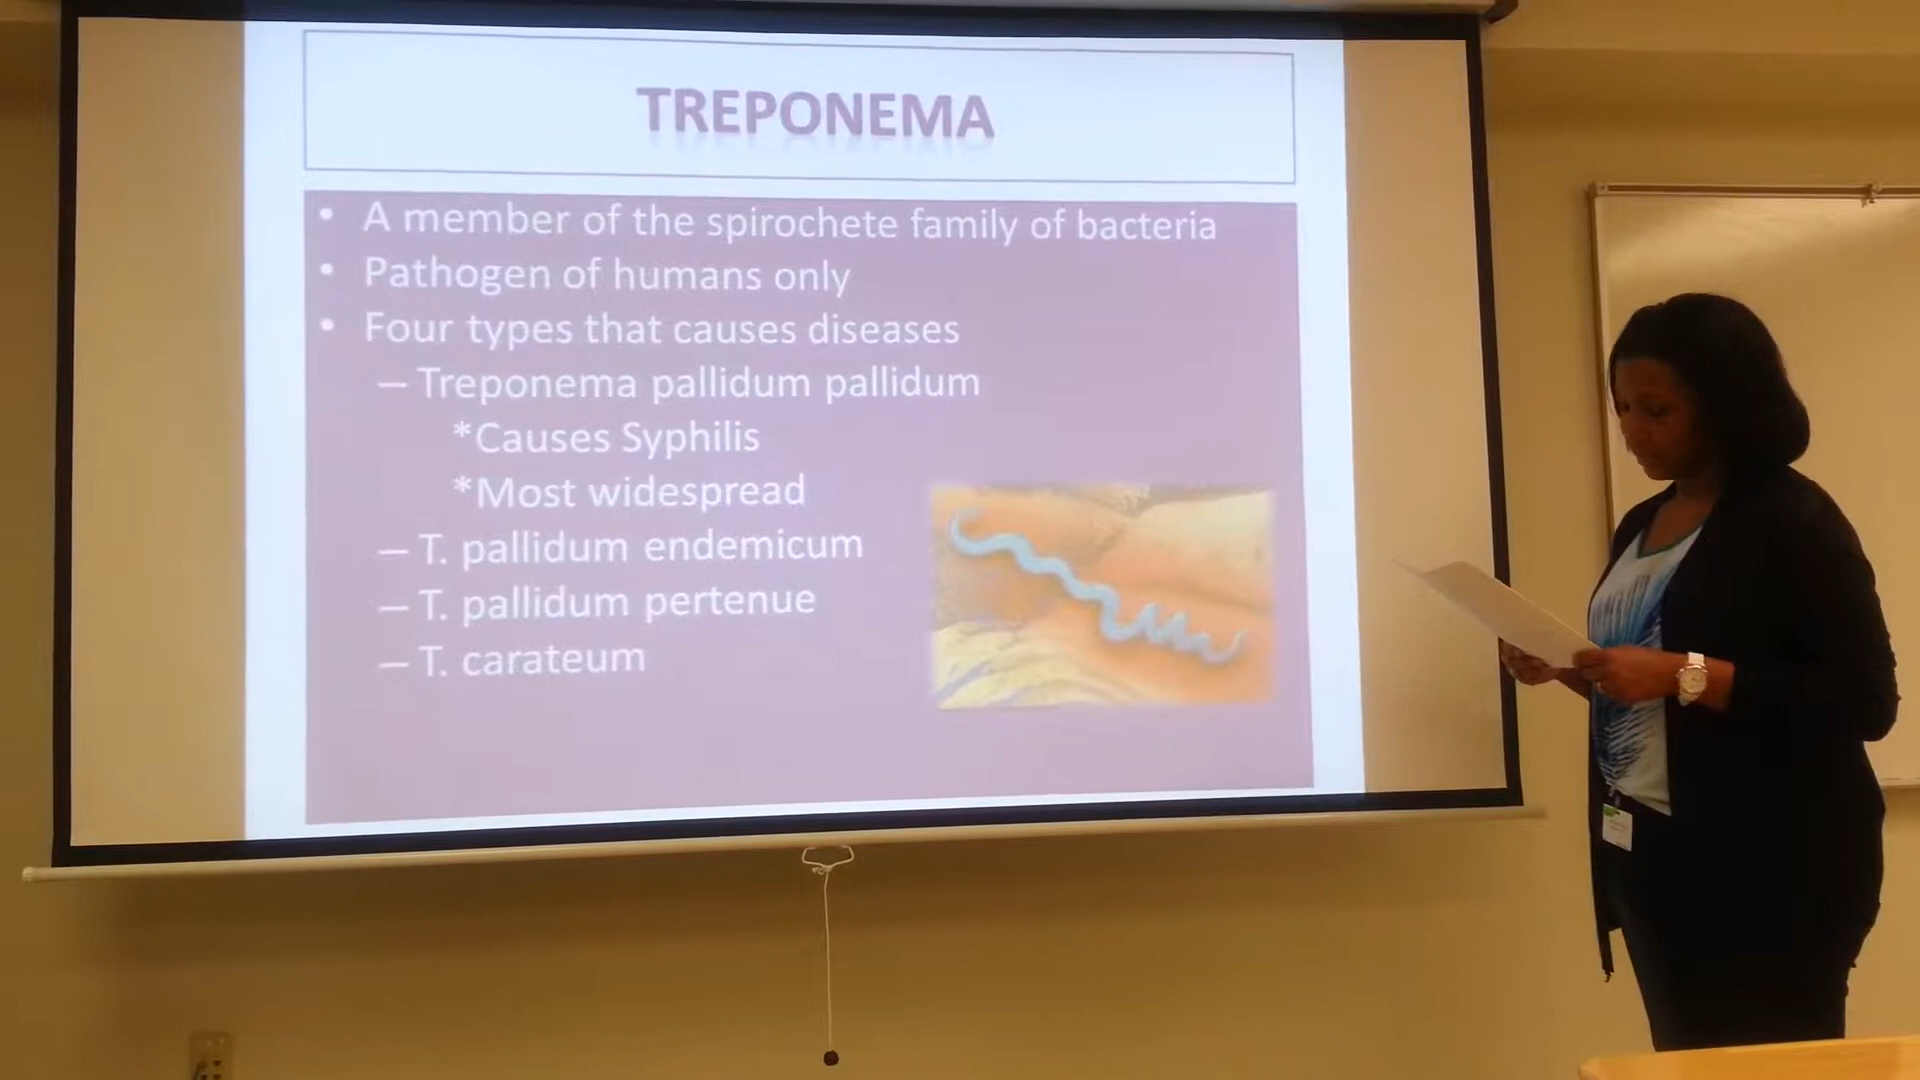 TREPONEMA
• A member of the spirochete family of bacteria
• Pathogen of humans only
• Four types that causes diseases
– Treponema pallidum pallidum
*Causes Syphilis
*Most widespread
– T. pallidum endemicum
– T. pallidum pertenue
– T. carateum